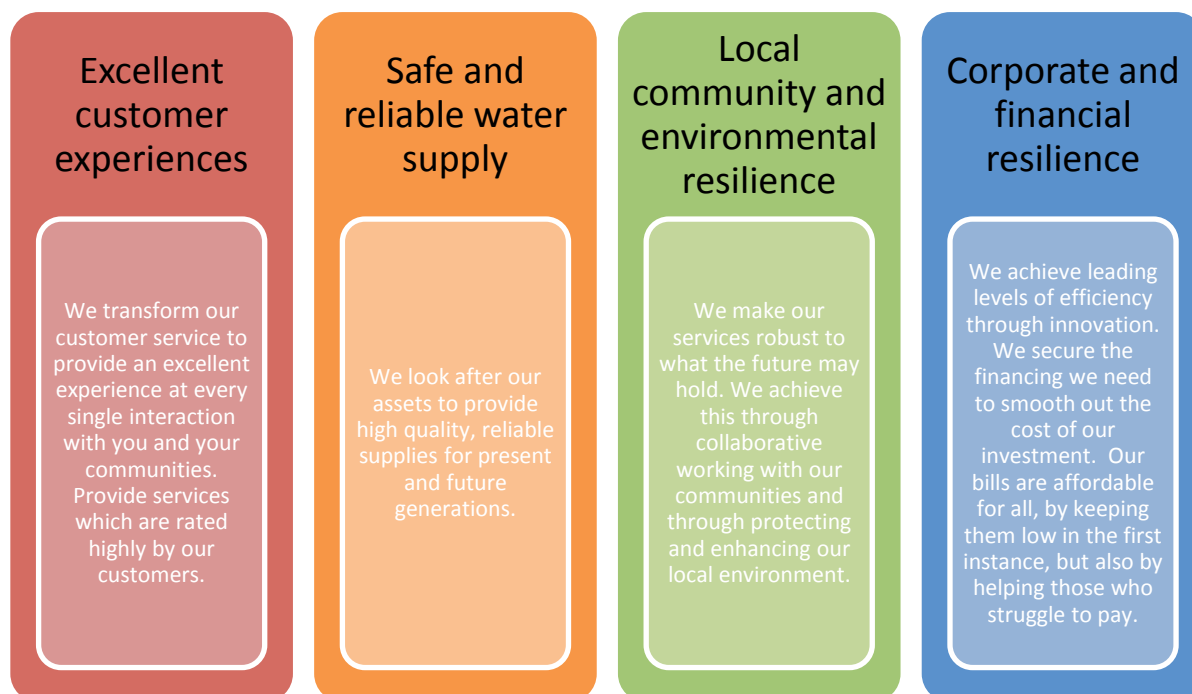 Excellent
customer
experiences
We transform our
customer service to
provide an excellent
experience at every
single interaction
with you and your
communities.
Provide services
which are rated
highly by our
customers.
Safe and
reliable water
supply
We look after our
assets to provide
high quality, reliable
supplies for present
and future
generations.
Local
community and
environmental
resilience
We make our
services robust to
what the future may
hold. We achieve
this through
collaborative
working with our
communities and
through protecting
and enhancing our
local environment.
Corporate and
financial
resilience
We achieve leading
levels of efficiency
through innovation.
We secure the
financing we need
to smooth out the
cost of our
investment.  Our
bills are affordable
for all, by keeping
them low in the first
instance, but also by
helping those who
struggle to pay.